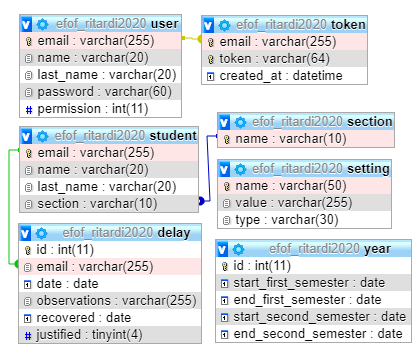 efof_ritardi2020 user
email : varchar(255)
name : varchar(20)
last_name : varchar(20)
password : varchar(60)
permission : int(11)
efof_ritardi2020 token
email : varchar(255)
token : varchar(64)
created_at : datetime
efof_ritardi2020 student
email : varchar(255)
name : varchar(20)
last_name : varchar(20)
section : varchar(10)
efof_ritardi2020 section
name : varchar(10)
efof_ritardi2020 setting
name : varchar(50)
value : varchar(255)
type : varchar(30)
efof_ritardi2020 delay
id : int(11)
email : varchar(255)
date : date
observations : varchar(255)
recovered : date
justified : tinyint(4)
efof_ritardi2020 year
id : int(11)
start_first_semester : date
end_first_semester : date
start_second_semester : date
end_second_semester : date